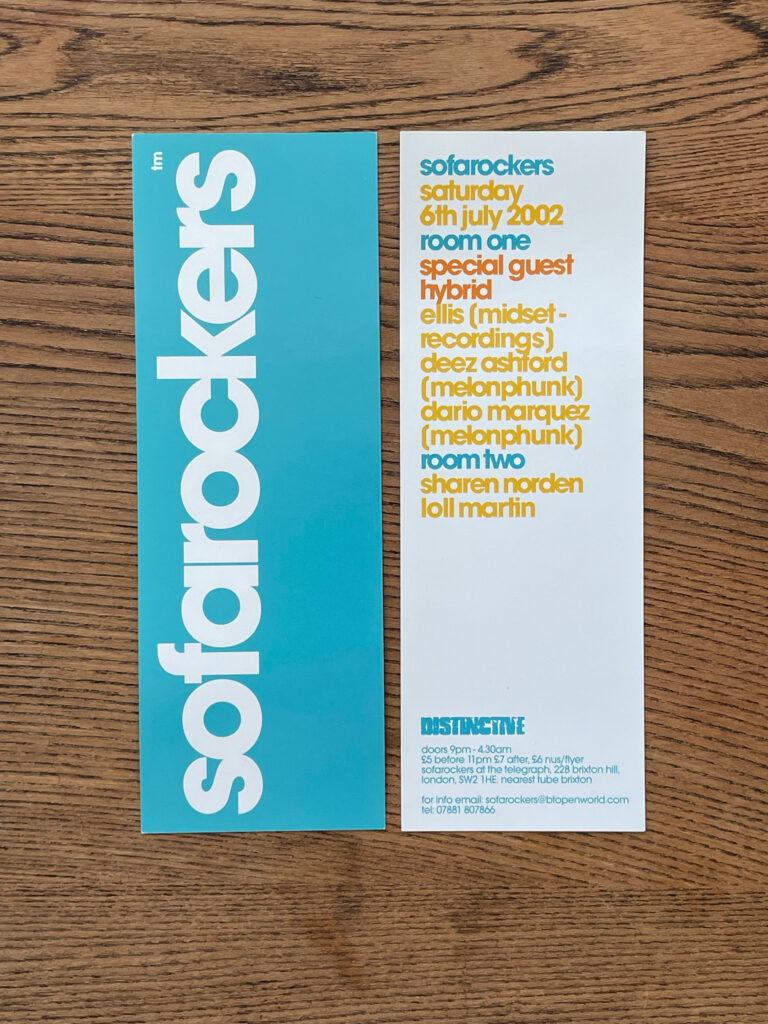 sofarockers
tm
sofarockers
saturday
6th july 2002
room one
special guest
hybrid
ellis (midset-
recordings)
deez ashford
(melonphunk)
dario marquez
(melonphunk)
room two
sharen norden
loll martin
DISTINCTIVE
doors 9pm - 4.30am
£5 before 11pm £7 after, £6 nus/flyer
sofarockers at the telegraph, 228 brixton hill,
london, SW2 1HE. nearest tube brixton
for info email: sofarockers@btopenworld.com
tel: 07881 807866